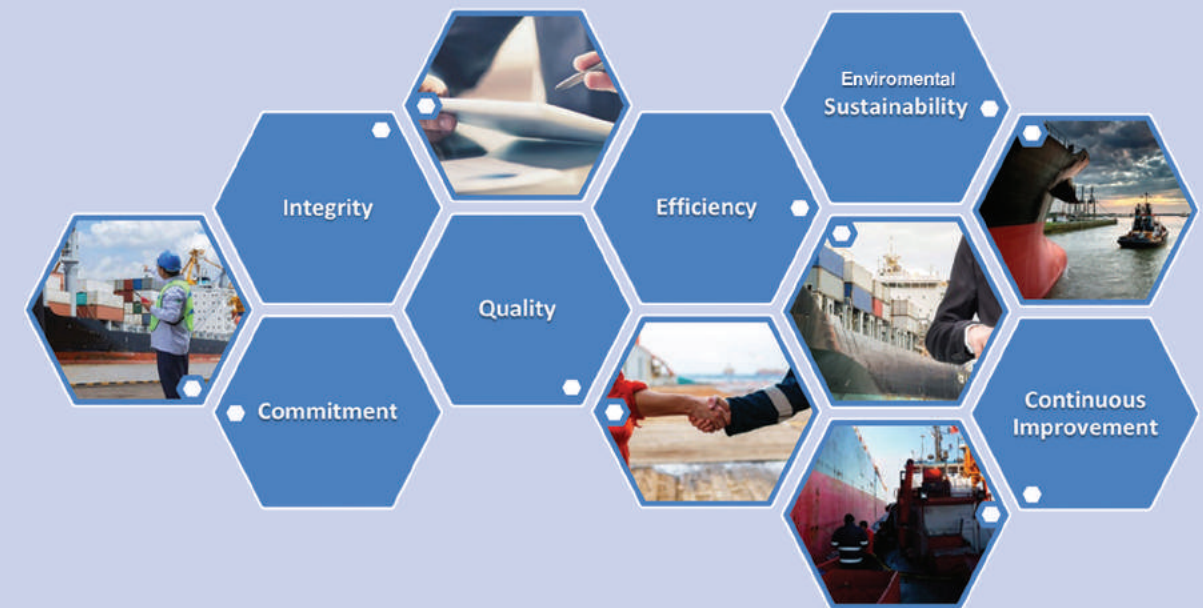 Integrity
Commitment
Quality
Efficiency
Enviromental
Sustainability
Continuous
Improvement